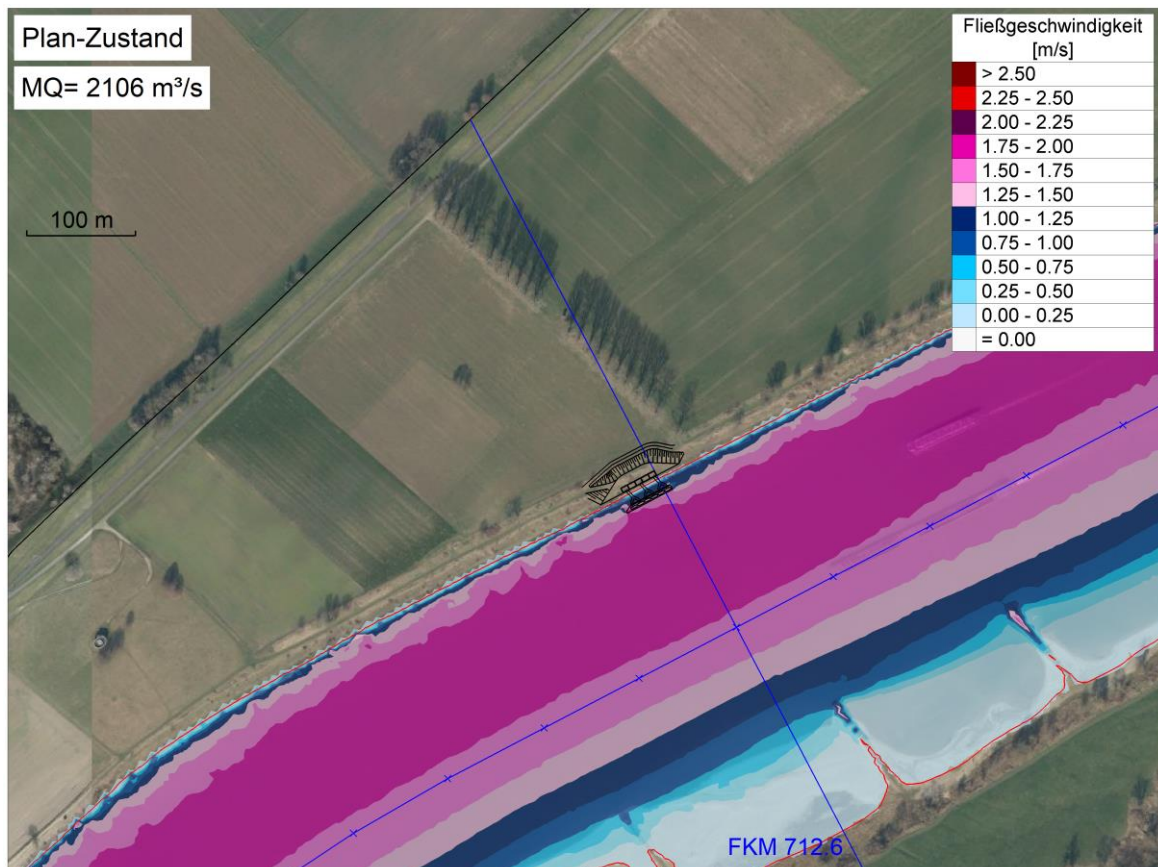 Plan-Zustand
MQ= 2106 m³/s
100 m
Fließgeschwindigkeit
[m/s]
> 2.50
2.25 - 2.50
2.00 - 2.25
1.75 - 2.00
1.50 - 1.75
1.25 - 1.50
1.00 - 1.25
0.75 - 1.00
0.50 - 0.75
0.25 - 0.50
0.00 - 0.25
= 0.00
FKM 712.6